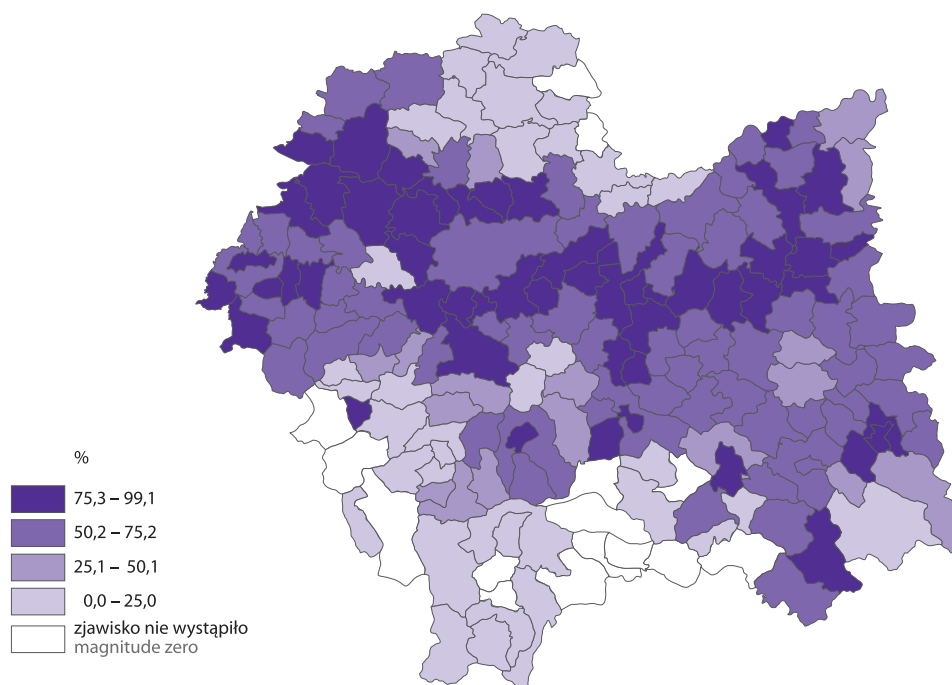 %
75,3 – 99,1
50,2 – 75,2
25,1 – 50,1
0,0 – 25,0
zjawisko nie wystąpiło
magnitude zero